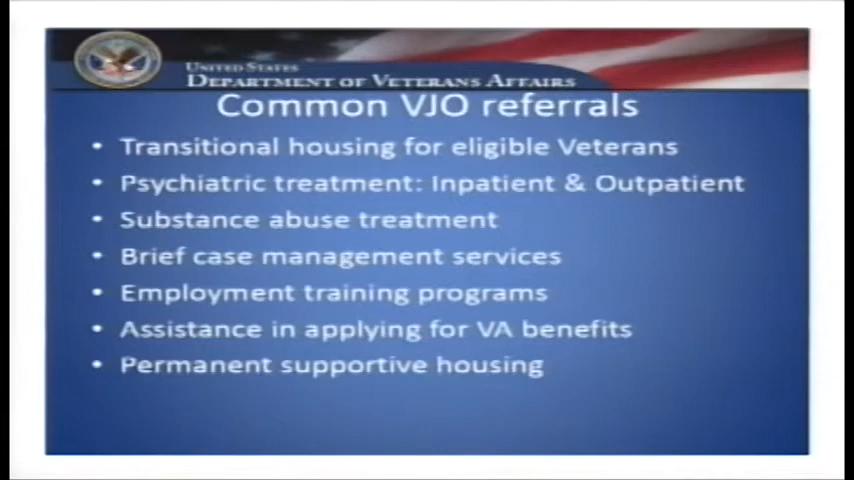 UNITED STATES
DEPARTMENT OF VETERANS AFFAIRS
Common VJO referrals
• Transitional housing for eligible Veterans
• Psychiatric treatment: Inpatient & Outpatient
• Substance abuse treatment
• Brief case management services
• Employment training programs
• Assistance in applying for VA benefits
• Permanent supportive housing